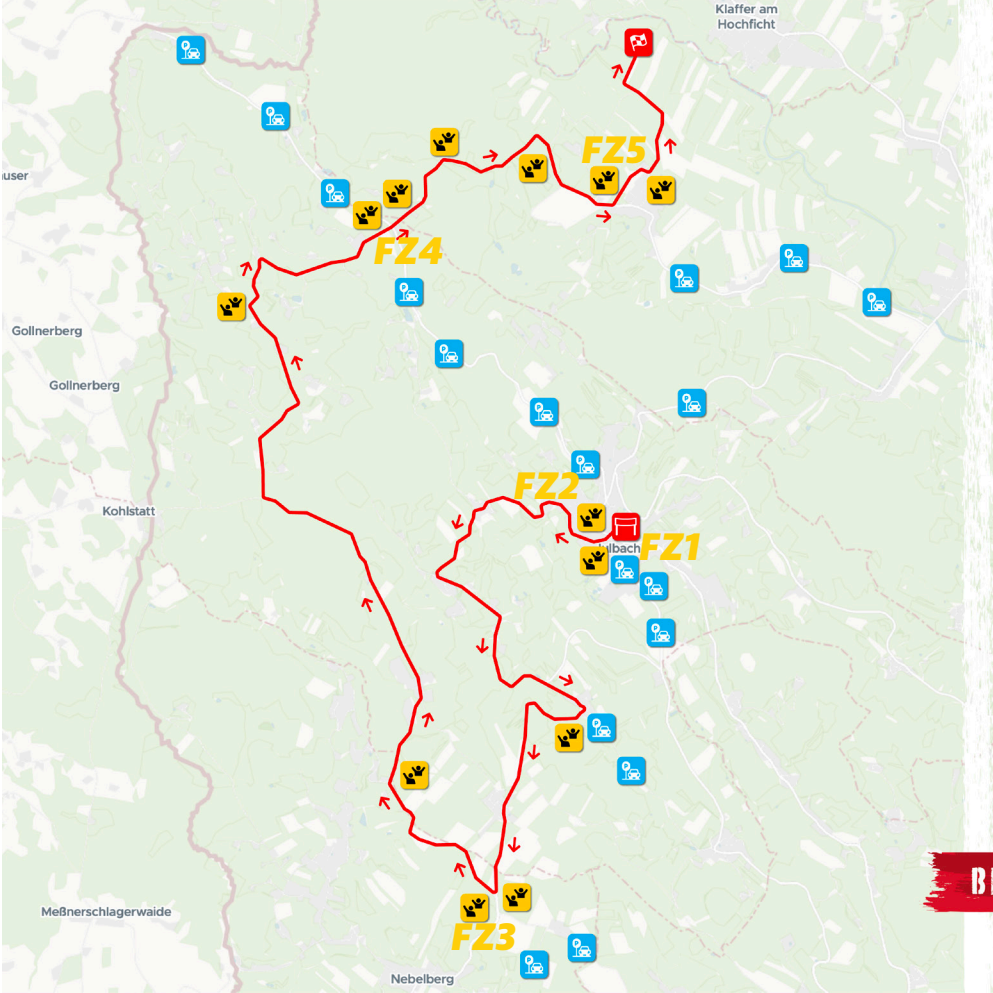 Klaffer am
Hochficht
FZ5
FZ4
Gollnerberg
Gollnerberg
FZ2
Kohlstatt
FZ1
Meßnerschlagerwaide
FZ3
Nebelberg